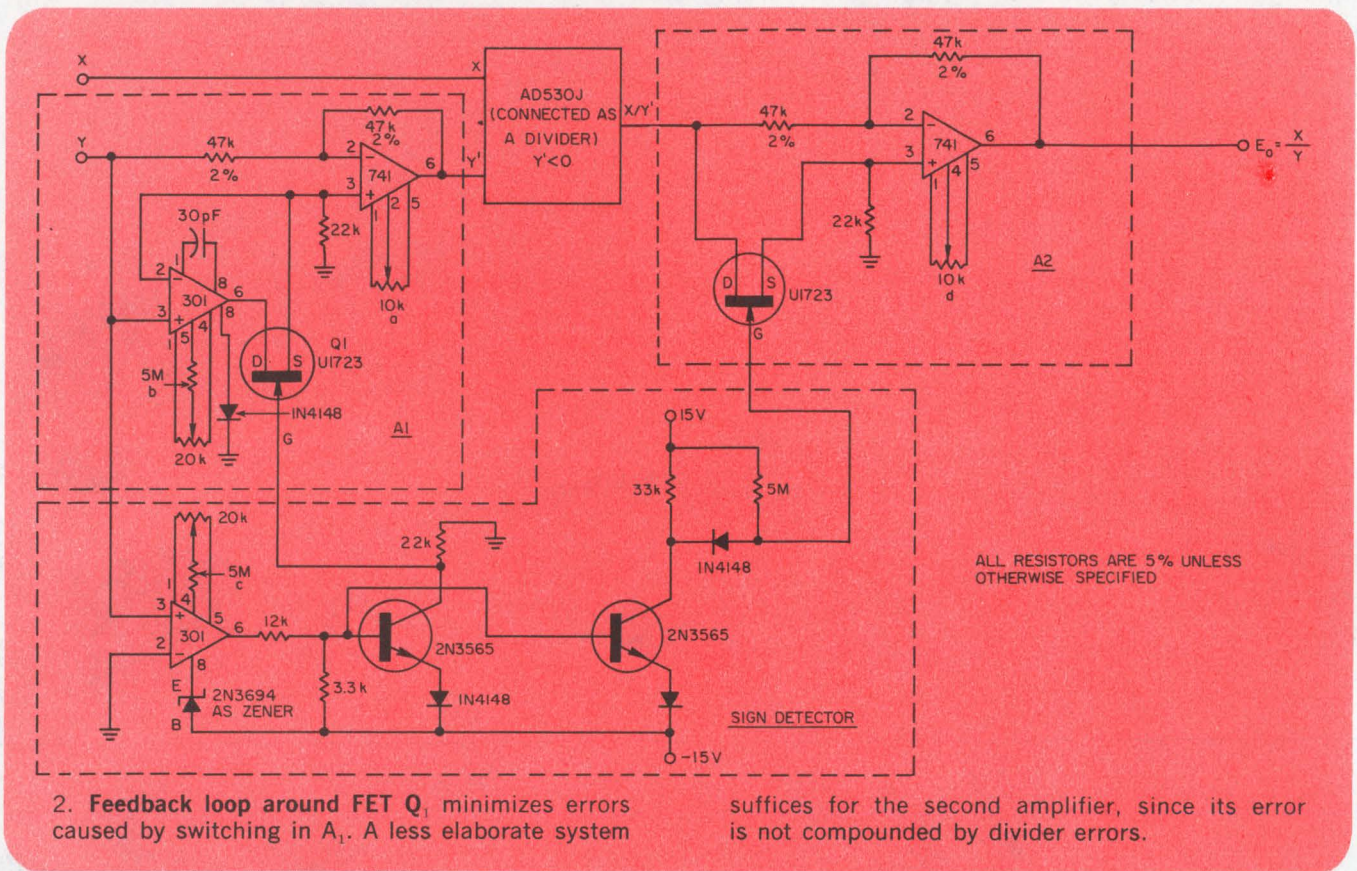 X
Y
47k
2%
47k
2%
2
3
741
6
1
2
5
Y'
22k
10k
a
30pF
1
8
2
3
301
6
8
1
5
4
5M
b
20k
IN4148
D
S
Q1
U1723
G
A1
X
AD530J
(CONNECTED AS
A DIVIDER)
Y'<0
X/Y'
47k
2%
47k
2%
2
3
741
6
1
4
5
22k
10k
d
A2
D
S
U1723
G
E₀ = X/Y
20k
5M
c
1
4
5
3
2
301
6
8
E
B
2N3694
AS ZENER
12k
3.3k
22k
2N3565
IN4148
15V
33k
5M
IN4148
2N3565
-15V
SIGN DETECTOR
ALL RESISTORS ARE 5% UNLESS
OTHERWISE SPECIFIED
2. Feedback loop around FET Q₁ minimizes errors
caused by switching in A₁. A less elaborate system
suffices for the second amplifier, since its error
is not compounded by divider errors.